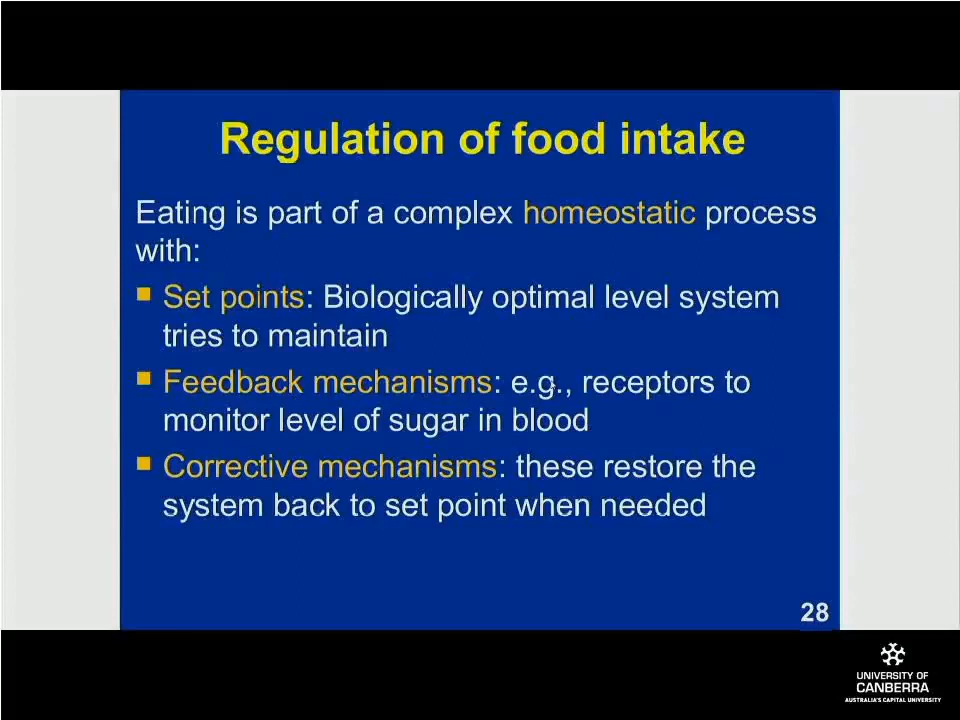 Regulation of food intake
Eating is part of a complex homeostatic process
with:
Set points: Biologically optimal level system
tries to maintain
Feedback mechanisms: e.g., receptors to
monitor level of sugar in blood
Corrective mechanisms: these restore the
system back to set point when needed
28
UNIVERSITY OF
CANBERRA
AUSTRALIA'S CAPITAL UNIVERSITY